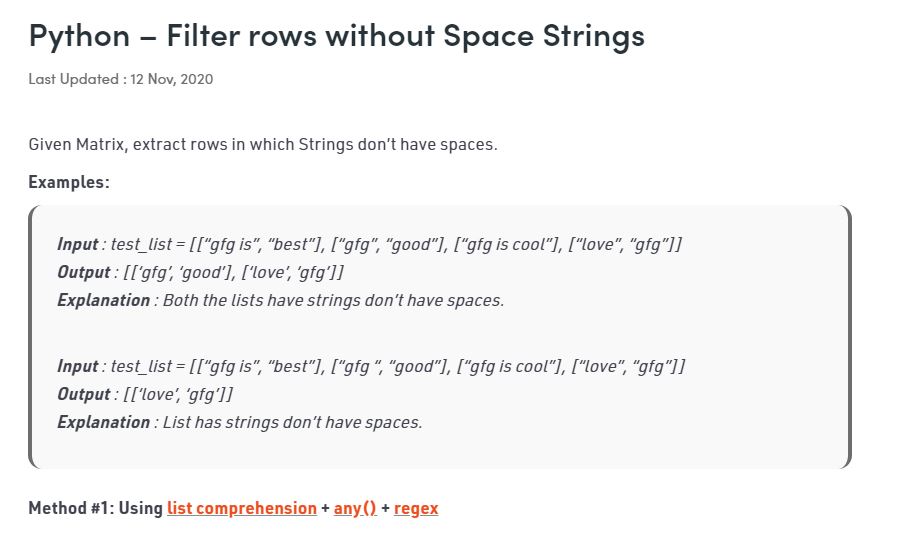 Python – Filter rows without Space Strings
Last Updated : 12 Nov, 2020
Given Matrix, extract rows in which Strings don’t have spaces.
Examples:
Input : test_list = [[“gfg is”, “best”], [“gfg”, “good”], [“gfg is cool”], [“love”, “gfg”]]
Output : [[‘gfg’, ‘good’], [‘love’, ‘gfg’]]
Explanation : Both the lists have strings don’t have spaces.
Input : test_list = [[“gfg is”, “best”], [“gfg “, “good”], [“gfg is cool”], [“love”, “gfg”]]
Output : [[‘love’, ‘gfg’]]
Explanation : List has strings don’t have spaces.
Method #1: Using list comprehension + any() + regex